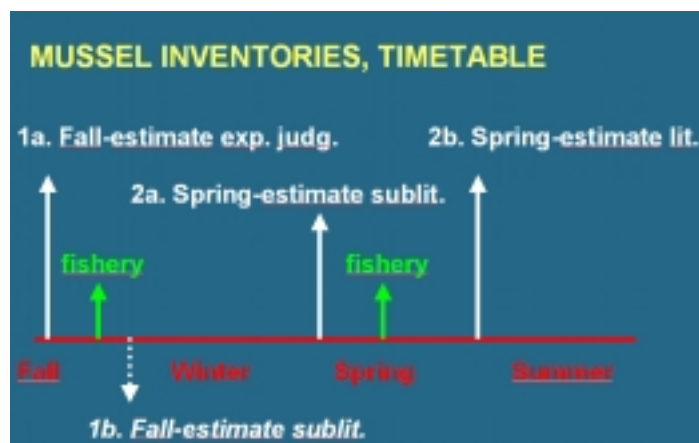 MUSSEL INVENTORIES, TIMETABLE
1a. Fall-estimate exp. judg.
2b. Spring-estimate lit.
2a. Spring-estimate sublit.
fishery
fishery
Fall
Winter
Spring
Summer
1b. Fall-estimate sublit.